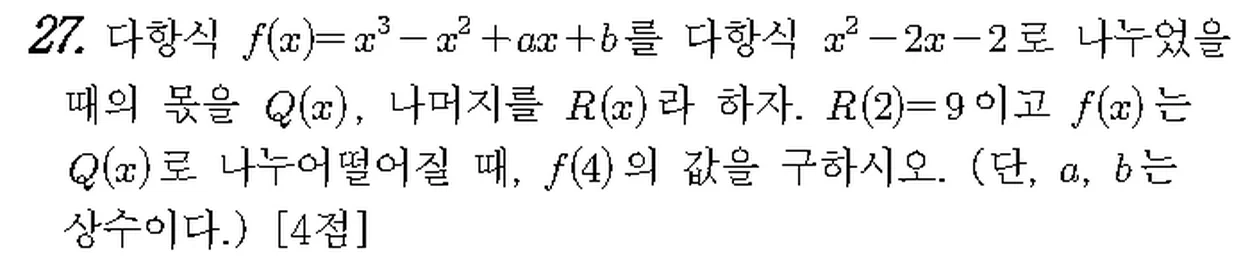 27. 다항식 f(x)=x³-x²+ax+b를 다항식 x²-2x-2로 나누었을
때의 몫을 Q(x), 나머지를 R(x)라 하자. R(2)=9이고 f(x)는
Q(x)로 나누어떨어질 때, f(4)의 값을 구하시오. (단, a, b는
상수이다.) [4점]